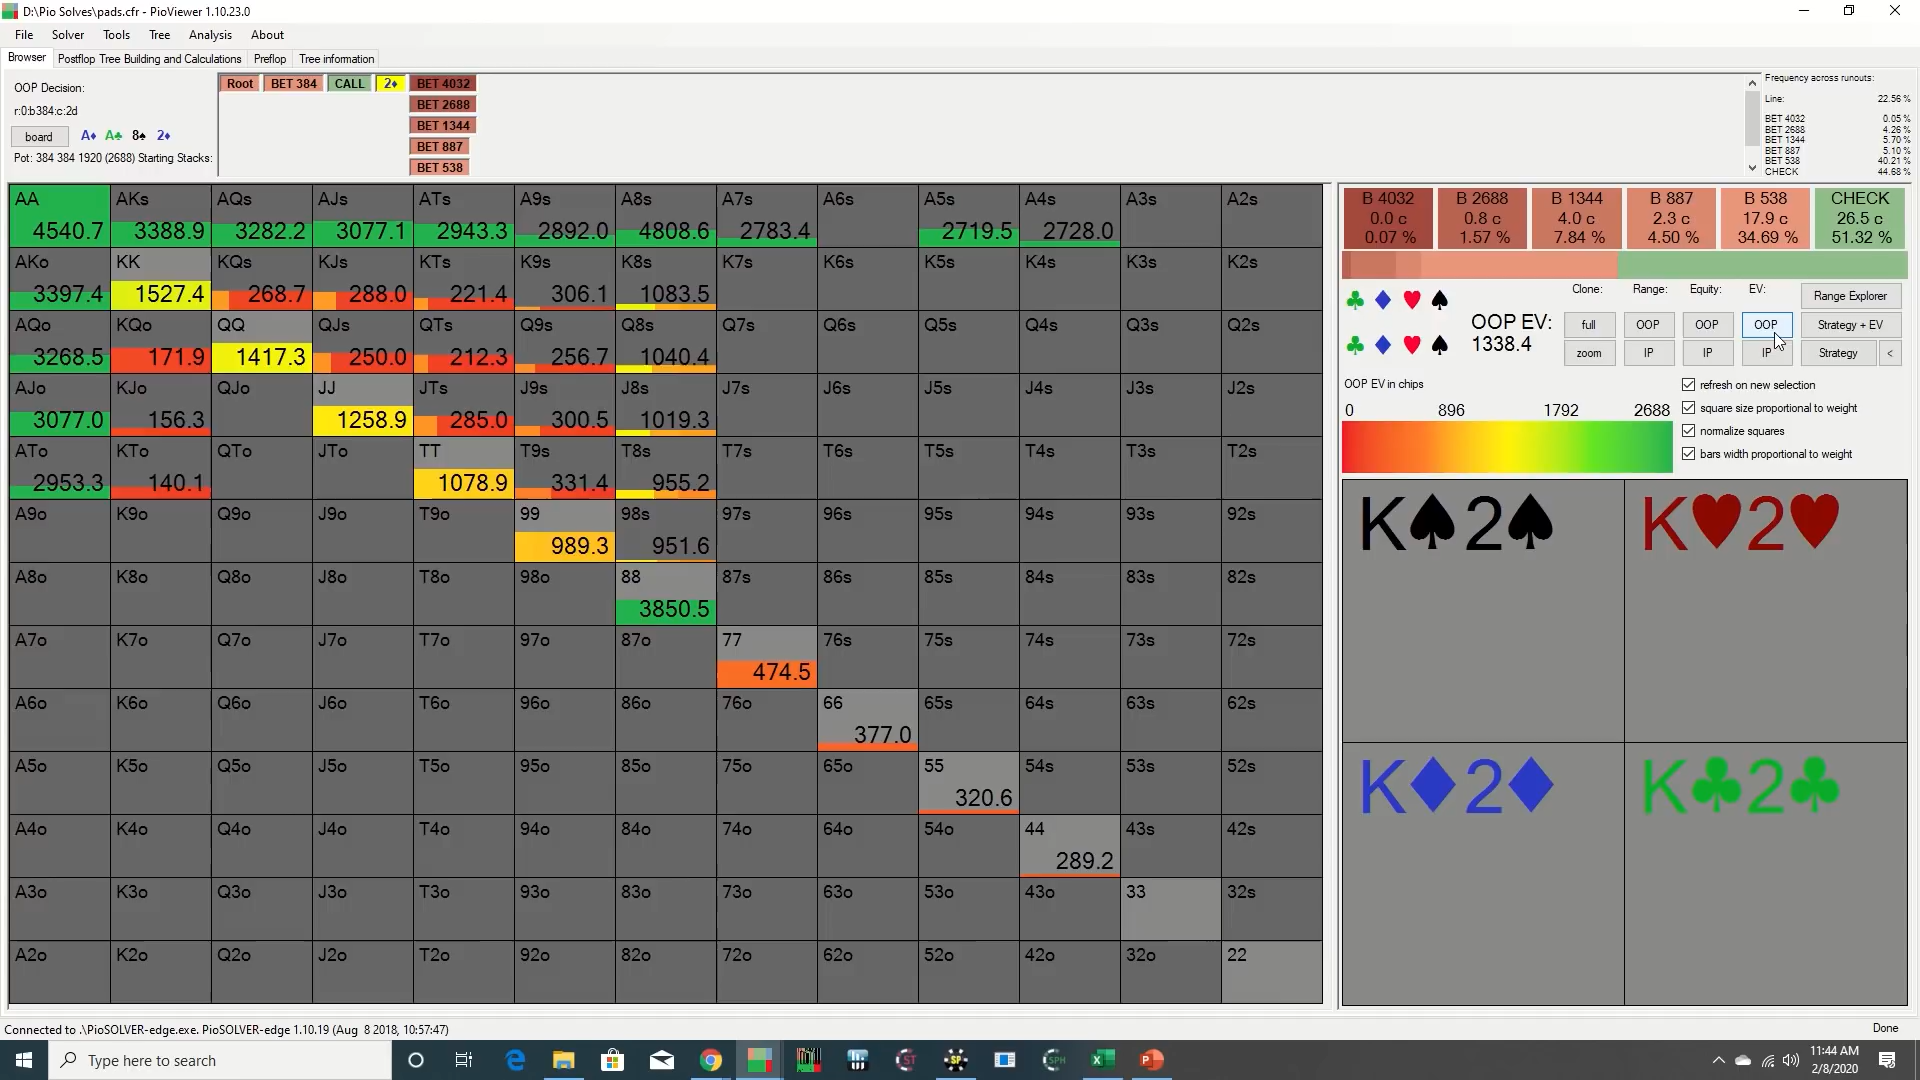 D:\Pio Solves\pads.cfr - PioViewer 1.10.23.0
File Solver Tools Tree Analysis About
Browser Postflop Tree Building and Calculations Preflop Tree information
OOP Decision:
r:0:b384:c:2d
board A♦ A♣ 8♠ 2♦
Pot: 384 384 1920 (2688) Starting Stacks:
Root BET 384 CALL 2♦ BET 4032
BET 2688
BET 1344
BET 887
BET 538
Frequency across runouts:
Line: 22.56 %
BET 4032 0.05 %
BET 2688 4.26 %
BET 1344 5.70 %
BET 887 5.10 %
BET 538 40.21 %
CHECK 44.68 %
AA AKs AQs AJs ATs A9s A8s A7s A6s A5s A4s A3s A2s
4540.7 3388.9 3282.2 3077.1 2943.3 2892.0 4808.6 2783.4 2719.5 2728.0
AKo KK KQs KJs KTs K9s K8s K7s K6s K5s K4s K3s K2s
3397.4 1527.4 268.7 288.0 221.4 306.1 1083.5
AQo KQo QQ QJs QTs Q9s Q8s Q7s Q6s Q5s Q4s Q3s Q2s
3268.5 171.9 1417.3 250.0 212.3 256.7 1040.4
AJo KJo QJo JJ JTs J9s J8s J7s J6s J5s J4s J3s J2s
3077.0 156.3 1258.9 285.0 300.5 1019.3
ATo KTo QTo JTo TT T9s T8s T7s T6s T5s T4s T3s T2s
2953.3 140.1 1078.9 331.4 955.2
A9o K9o Q9o J9o T9o 99 98s 97s 96s 95s 94s 93s 92s
989.3 951.6
A8o K8o Q8o J8o T8o 98o 88 87s 86s 85s 84s 83s 82s
3850.5
A7o K7o Q7o J7o T7o 97o 87o 77 76s 75s 74s 73s 72s
474.5
A6o K6o Q6o J6o T6o 96o 86o 76o 66 65s 64s 63s 62s
377.0
A5o K5o Q5o J5o T5o 95o 85o 75o 65o 55 54s 53s 52s
320.6
A4o K4o Q4o J4o T4o 94o 84o 74o 64o 54o 44 43s 42s
289.2
A3o K3o Q3o J3o T3o 93o 83o 73o 63o 53o 43o 33 32s
A2o K2o Q2o J2o T2o 92o 82o 72o 62o 52o 42o 32o 22
B 4032 B 2688 B 1344 B 887 B 538 CHECK
0.0 c 0.8 c 4.0 c 2.3 c 17.9 c 26.5 c
0.07 % 1.57 % 7.84 % 4.50 % 34.69 % 51.32 %
♣ ♦ ♥ ♠
♣ ♦ ♥ ♠
OOP EV:
1338.4
Clone: Range: Equity: EV: Range Explorer
full OOP OOP OOP Strategy + EV
zoom IP IP IP Strategy <
OOP EV in chips
0 896 1792 2688
refresh on new selection
square size proportional to weight
normalize squares
bars width proportional to weight
K♠2♠ K♥2♥
K♦2♦ K♣2♣
Connected to .\PioSOLVER-edge.exe. PioSOLVER-edge 1.10.19 (Aug 8 2018, 10:57:47) Done
Type here to search
11:44 AM
2/8/2020